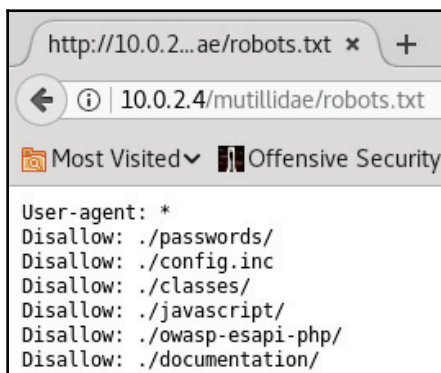 http://10.0.2...ae/robots.txt × +
10.0.2.4/mutillidae/robots.txt
Most Visited Offensive Security
User-agent: *
Disallow: ./passwords/
Disallow: ./config.inc
Disallow: ./classes/
Disallow: ./javascript/
Disallow: ./owasp-esapi-php/
Disallow: ./documentation/